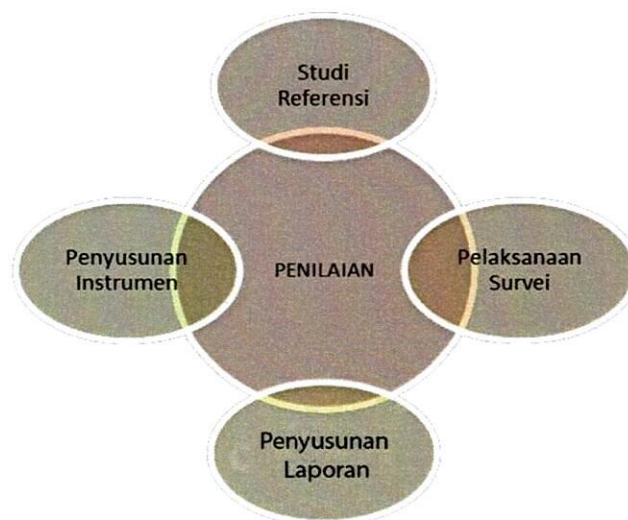 Studi
Referensi
Penyusunan
Instrumen
PENILAIAN
Pelaksanaan
Survei
Penyusunan
Laporan